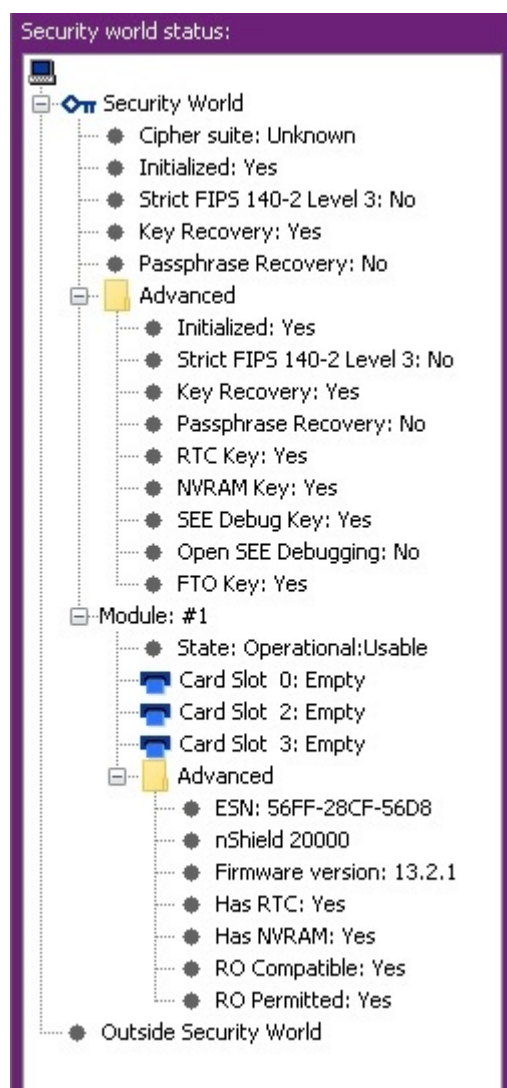 Security world status:
Security World
Cipher suite: Unknown
Initialized: Yes
Strict FIPS 140-2 Level 3: No
Key Recovery: Yes
Passphrase Recovery: No
Advanced
Initialized: Yes
Strict FIPS 140-2 Level 3: No
Key Recovery: Yes
Passphrase Recovery: No
RTC Key: Yes
NVRAM Key: Yes
SEE Debug Key: Yes
Open SEE Debugging: No
FTO Key: Yes
Module: #1
State: Operational:Usable
Card Slot 0: Empty
Card Slot 2: Empty
Card Slot 3: Empty
Advanced
ESN: 56FF-28CF-56D8
nShield 20000
Firmware version: 13.2.1
Has RTC: Yes
Has NVRAM: Yes
RO Compatible: Yes
RO Permitted: Yes
Outside Security World